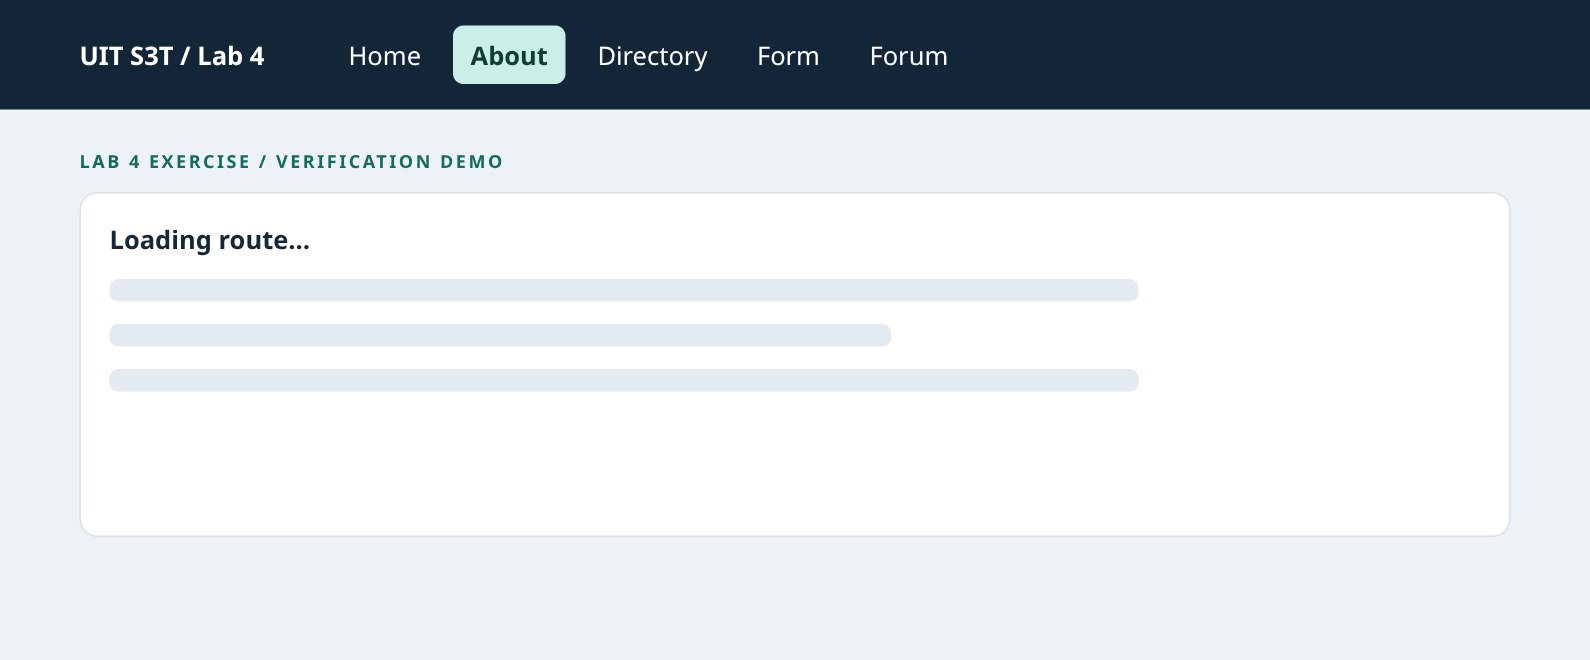 UIT S3T / Lab 4 Home About Directory Form Forum
LAB 4 EXERCISE / VERIFICATION DEMO
Loading route...